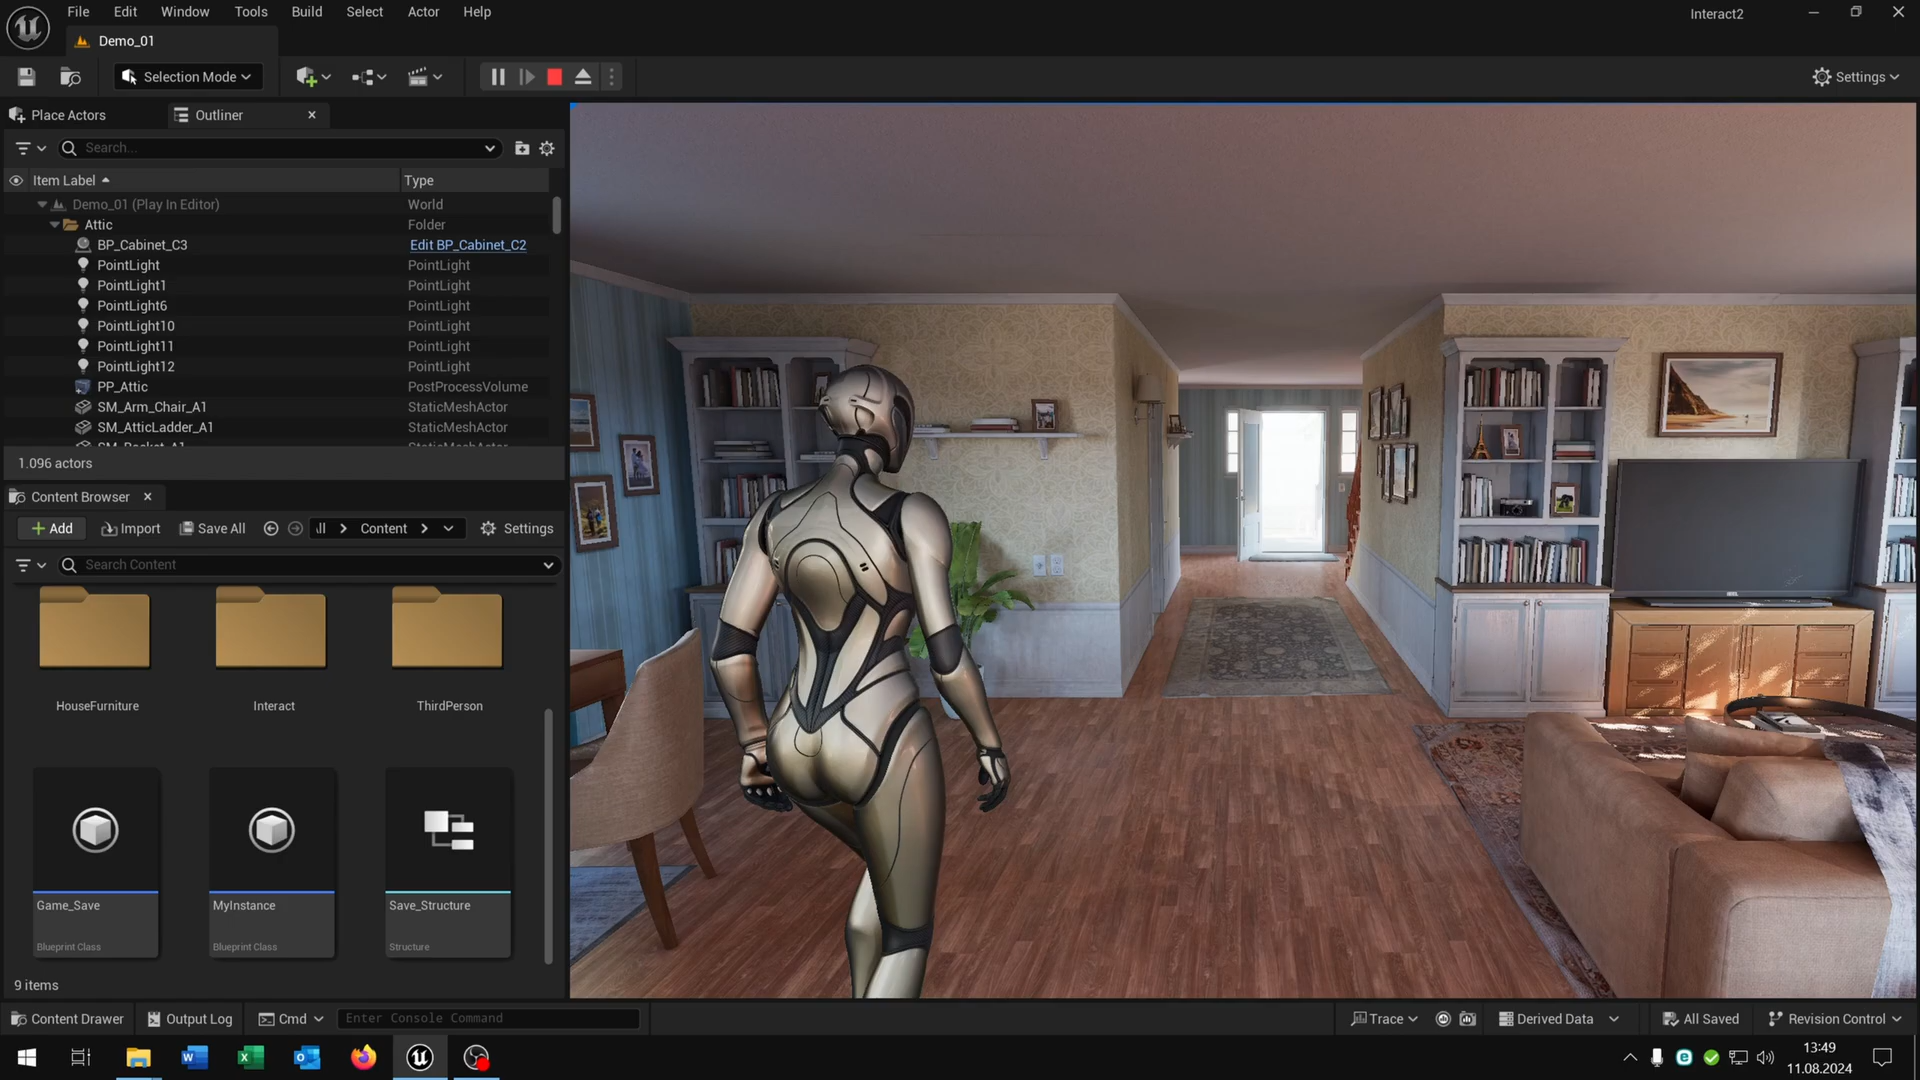 File Edit Window Tools Build Select Actor Help
Interact2
Demo_01
Selection Mode
Settings
Place Actors
Outliner
Search...
Item Label Type
Demo_01 (Play In Editor) World
Attic Folder
BP_Cabinet_C3 Edit BP_Cabinet_C2
PointLight PointLight
PointLight1 PointLight
PointLight6 PointLight
PointLight10 PointLight
PointLight11 PointLight
PointLight12 PointLight
PP_Attic PostProcessVolume
SM_Arm_Chair_A1 StaticMeshActor
SM_AtticLadder_A1 StaticMeshActor
1.096 actors
Content Browser
Add Import Save All ll Content Settings
Search Content
HouseFurniture Interact ThirdPerson
Game_Save MyInstance Save_Structure
Blueprint Class Blueprint Class Structure
9 items
Content Drawer Output Log Cmd Enter Console Command Trace Derived Data All Saved Revision Control
13:49
11.08.2024